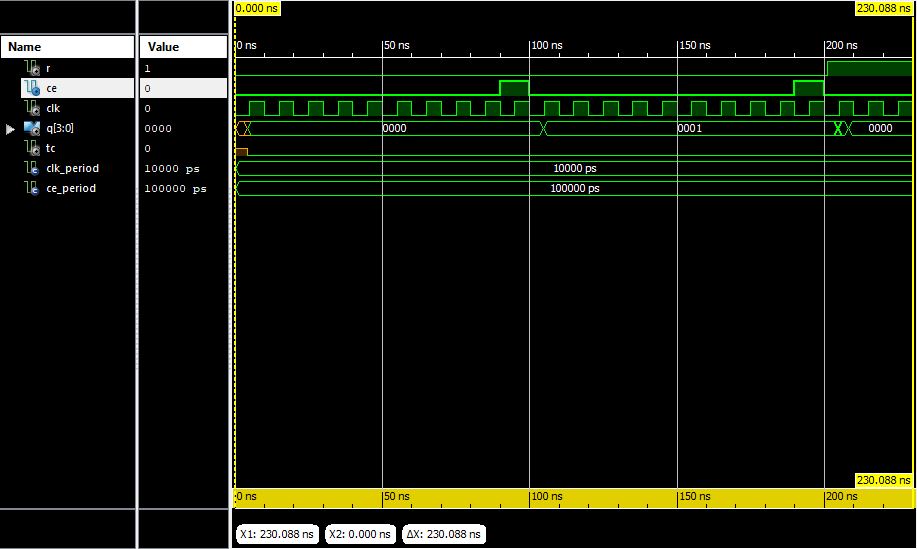 0.000 ns 230.088 ns
Name Value
0 ns 50 ns 100 ns 150 ns 200 ns
r 1
ce 0
clk 0
q[3:0] 0000 0000 0001 0000
tc 0
clk_period 10000 ps 10000 ps
ce_period 100000 ps 100000 ps
230.088 ns
0 ns 50 ns 100 ns 150 ns 200 ns
X1: 230.088 ns X2: 0.000 ns ΔX: 230.088 ns